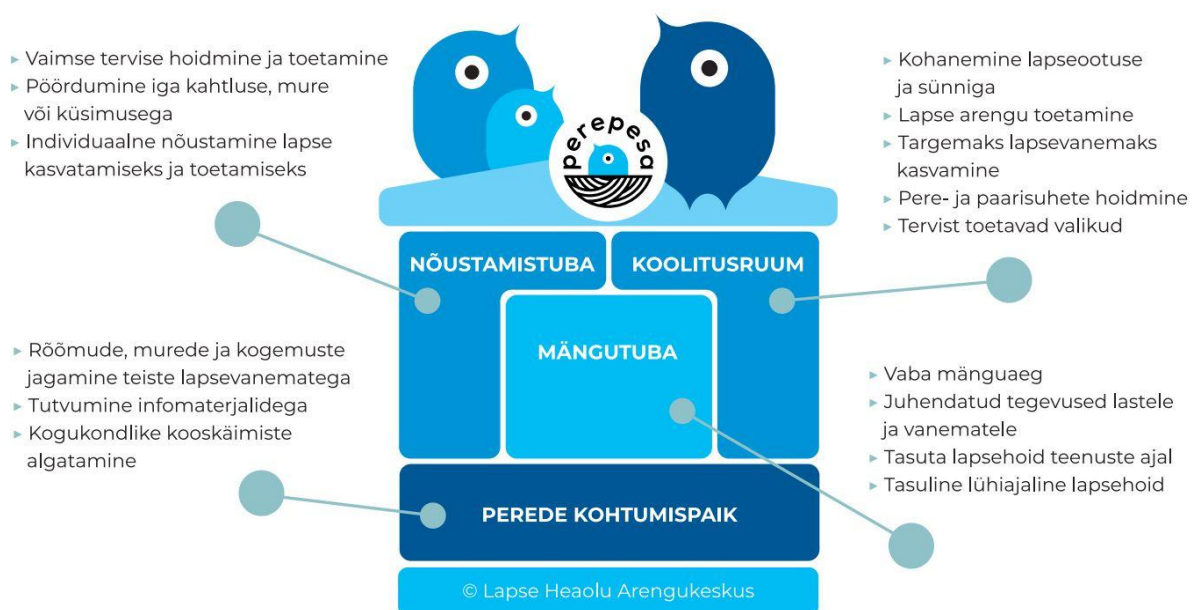 ▸ Vaimse tervise hoidmine ja toetamine
▸ Pöördumine iga kahtluse, mure
või küsimusega
▸ Individuaalne nõustamine lapse
kasvatamiseks ja toetamiseks
perepesa
▸ Kohanemine lapseootuse
ja sünniga
▸ Lapse arengu toetamine
▸ Targemaks lapsevanemaks
kasvamine
▸ Pere- ja paarisuhete hoidmine
▸ Tervist toetavad valikud
NÕUSTAMISTUBA
KOOLITUSRUUM
MÄNGUTUBA
▸ Rõõmude, murede ja kogemuste
jagamine teiste lapsevanematega
▸ Tutvumine infomaterjalidega
▸ Kogukondlike kooskäimiste
algatamine
▸ Vaba mänguaeg
▸ Juhendatud tegevused lastele
ja vanematele
▸ Tasuta lapsehoid teenuste ajal
▸ Tasuline lühiajaline lapsehoid
PEREDE KOHTUMISPAIK
© Lapse Heaolu Arengukeskus